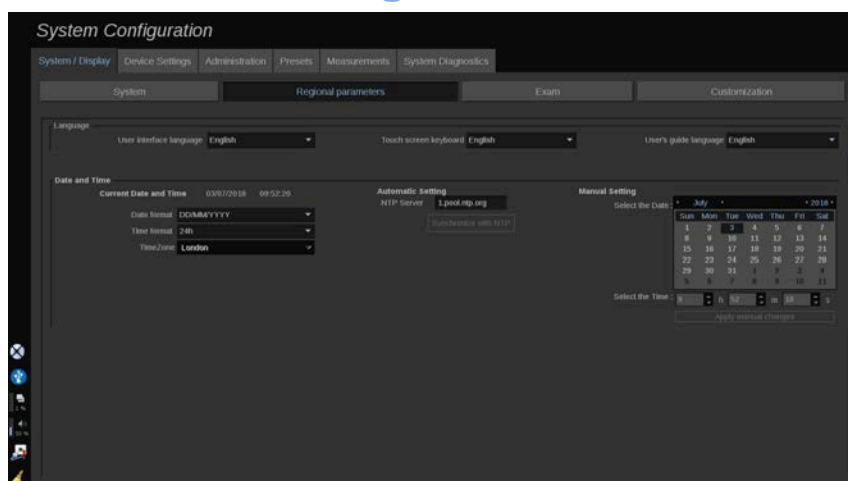 System Configuration
System / Display Device Settings Administration Presets Measurements System Diagnostics
System Regional parameters Exam Customization
Language
User interface language English Touch screen keyboard English User's guide language English
Date and Time
Current Date and Time 03/07/2018 09:52:20
Date format DD/MM/YYYY
Time format 24h
TimeZone London
Automatic Setting
NTP Server 1.pool.ntp.org
Synchronize with NTP
Manual Setting
Select the Date : July 2018
Sun Mon Tue Wed Thu Fri Sat
1 2 3 4 5 6 7
8 9 10 11 12 13 14
15 16 17 18 19 20 21
22 23 24 25 26 27 28
29 30 31 1 2 3 4
5 6 7 8 9 10 11
Select the Time : 9 h 52 m 18 s
Apply manual changes